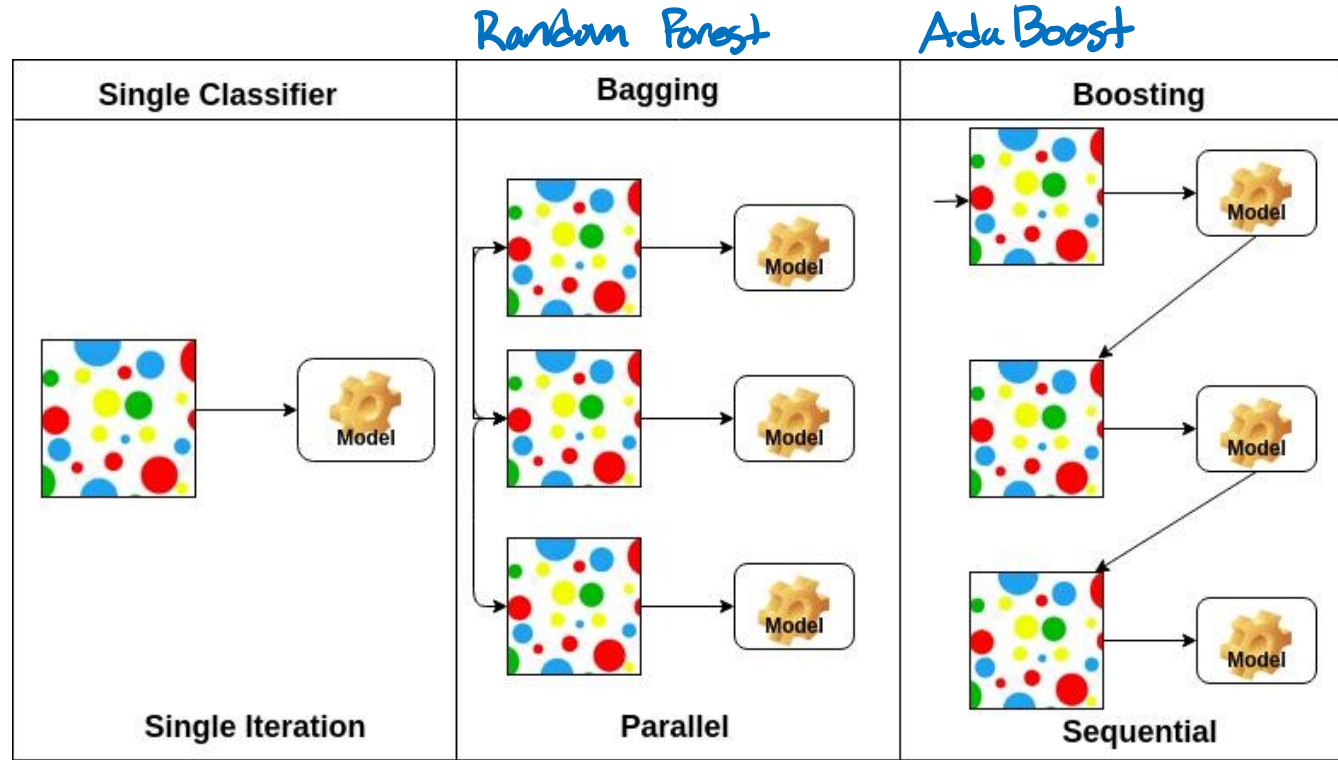 Random Forest
AdaBoost
Single Classifier
Bagging
Boosting
Model
Model
Model
Model
Model
Model
Model
Single Iteration
Parallel
Sequential